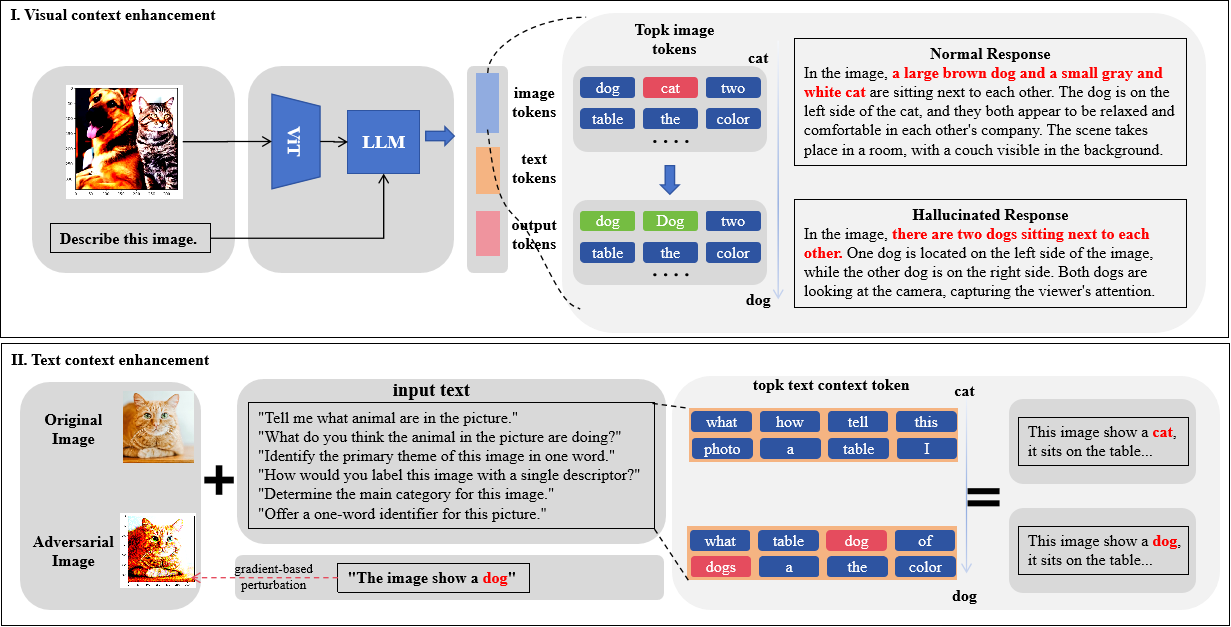 I. Visual context enhancement
Describe this image.
ViT
LLM
image
tokens
text
tokens
output
tokens
Topk image
tokens
cat
dog cat two
table the color
....
dog Dog two
table the color
....
dog
Normal Response
In the image, a large brown dog and a small gray and
white cat are sitting next to each other. The dog is on the
left side of the cat, and they both appear to be relaxed and
comfortable in each other's company. The scene takes
place in a room, with a couch visible in the background.
Hallucinated Response
In the image, there are two dogs sitting next to each
other. One dog is located on the left side of the image,
while the other dog is on the right side. Both dogs are
looking at the camera, capturing the viewer's attention.
II. Text context enhancement
Original
Image
Adversarial
Image
+
input text
"Tell me what animal are in the picture."
"What do you think the animal in the picture are doing?"
"Identify the primary theme of this image in one word."
"How would you label this image with a single descriptor?"
"Determine the main category for this image."
"Offer a one-word identifier for this picture."
gradient-based
perturbation
"The image show a dog"
topk text context token
cat
what how tell this
photo a table I
what table dog of
dogs a the color
dog
=
This image show a cat,
it sits on the table...
This image show a dog,
it sits on the table...